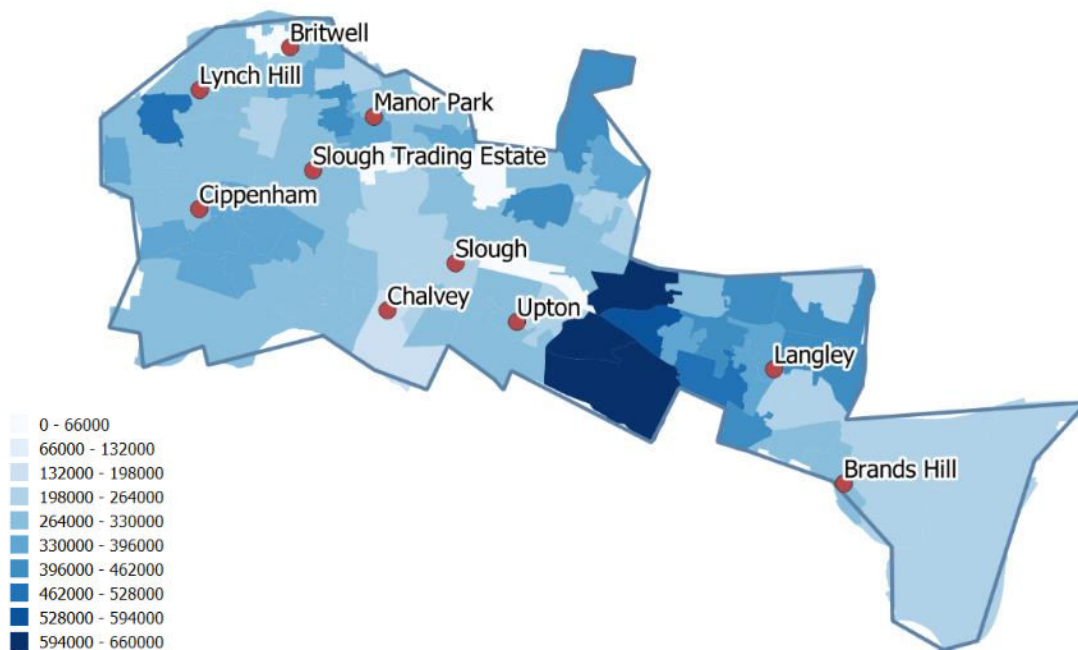 Britwell
Lynch Hill
Manor Park
Slough Trading Estate
Cippenham
Slough
Chalvey
Upton
Langley
Brands Hill
0 - 66000
66000 - 132000
132000 - 198000
198000 - 264000
264000 - 330000
330000 - 396000
396000 - 462000
462000 - 528000
528000 - 594000
594000 - 660000